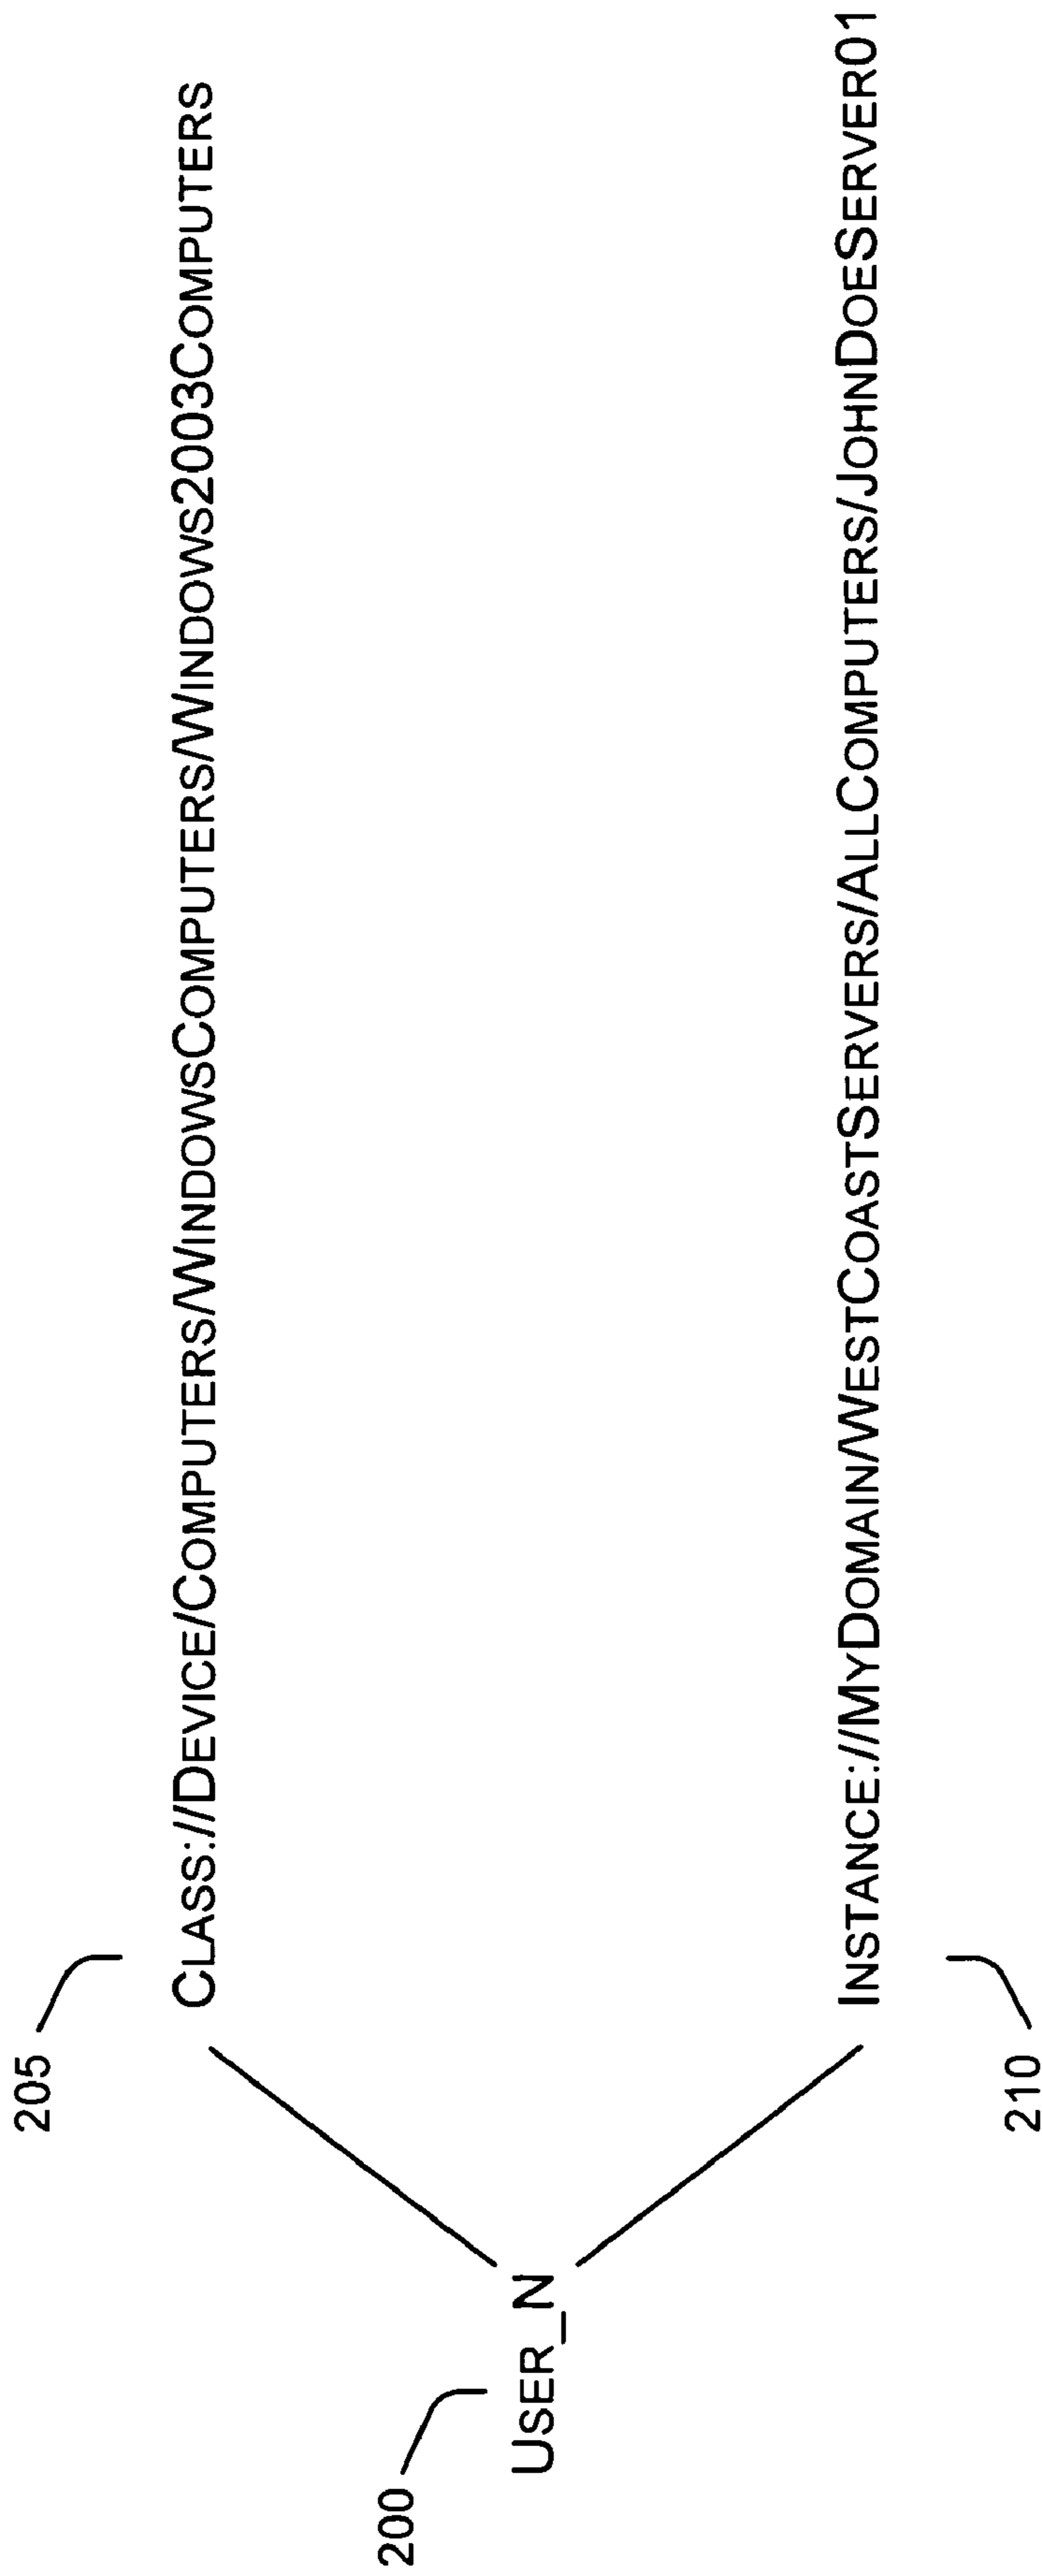 205
CLASS://DEVICE/COMPUTERS/WINDOWSCOMPUTERS/WINDOWS2003COMPUTERS
200
USER_N
INSTANCE://MYDOMAIN/WESTCOASTSERVERS/ALLCOMPUTERS/JOHNDOESERVER01
210